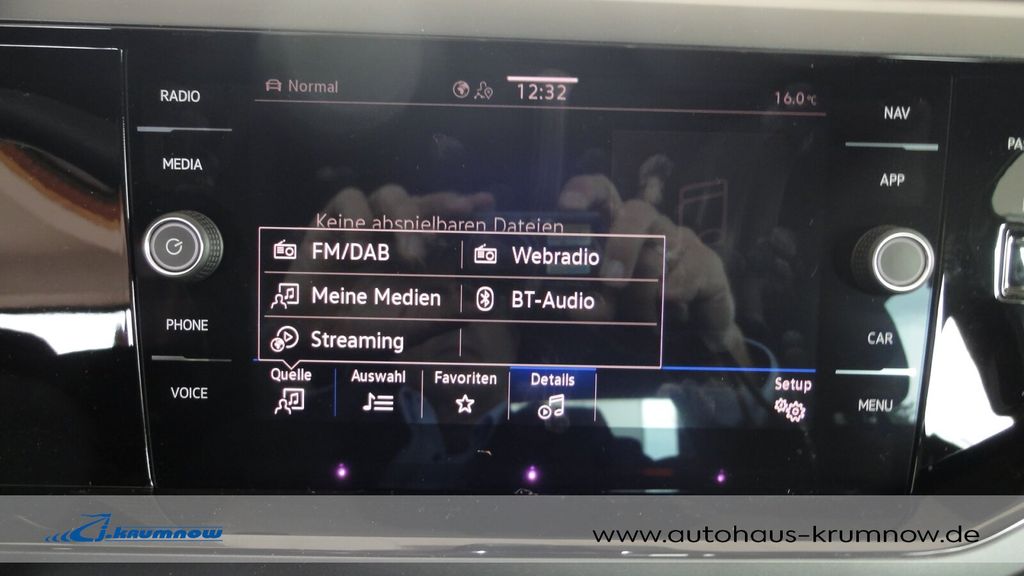 RADIO
MEDIA
PHONE
VOICE
Normal
12:32
16.0°C
Keine abspielbaren Dateien
FM/DAB
Webradio
Meine Medien
BT-Audio
Streaming
Quelle
Auswahl
Favoriten
Details
Setup
NAV
APP
CAR
MENU
PA
j.krumnow
www.autohaus-krumnow.de